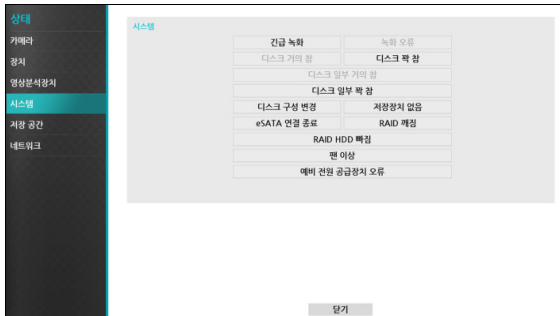 상태
카메라
장치
영상분석장치
시스템
저장 공간
네트워크
시스템
긴급 녹화 녹화 오류
디스크 거의 참 디스크 꽉 참
디스크 일부 거의 참
디스크 일부 꽉 참
디스크 구성 변경 저장장치 없음
eSATA 연결 종료 RAID 깨짐
RAID HDD 빠짐
팬 이상
예비 전원 공급장치 오류
닫기